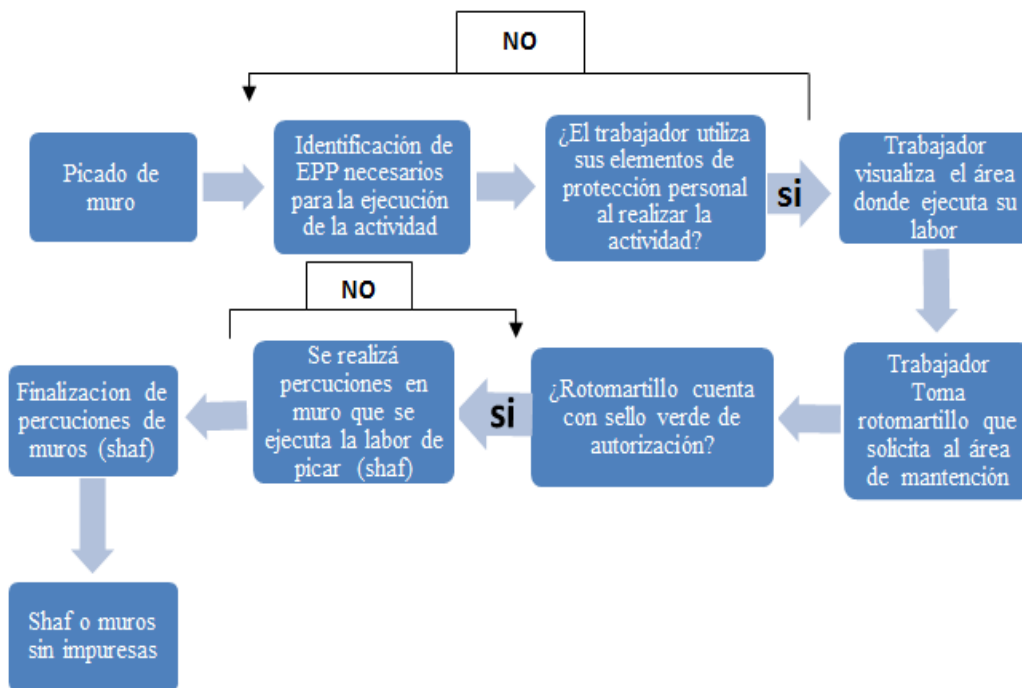 NO
Picado de
muro
Identificación de
EPP necesarios
para la ejecución
de la actividad
¿El trabajador utiliza
sus elementos de
protección personal
al realizar la
actividad?
si
Trabajador
visualiza el área
donde ejecuta su
labor
NO
Finalizacion de
percuciones de
muros (shaf)
Se realizá
percuciones en
muro que se
ejecuta la labor de
picar (shaf)
si
¿Rotomartillo cuenta
con sello verde de
autorización?
Trabajador
Toma
rotomartillo que
solicita al área
de mantención
Shaf o muros
sin impuresas